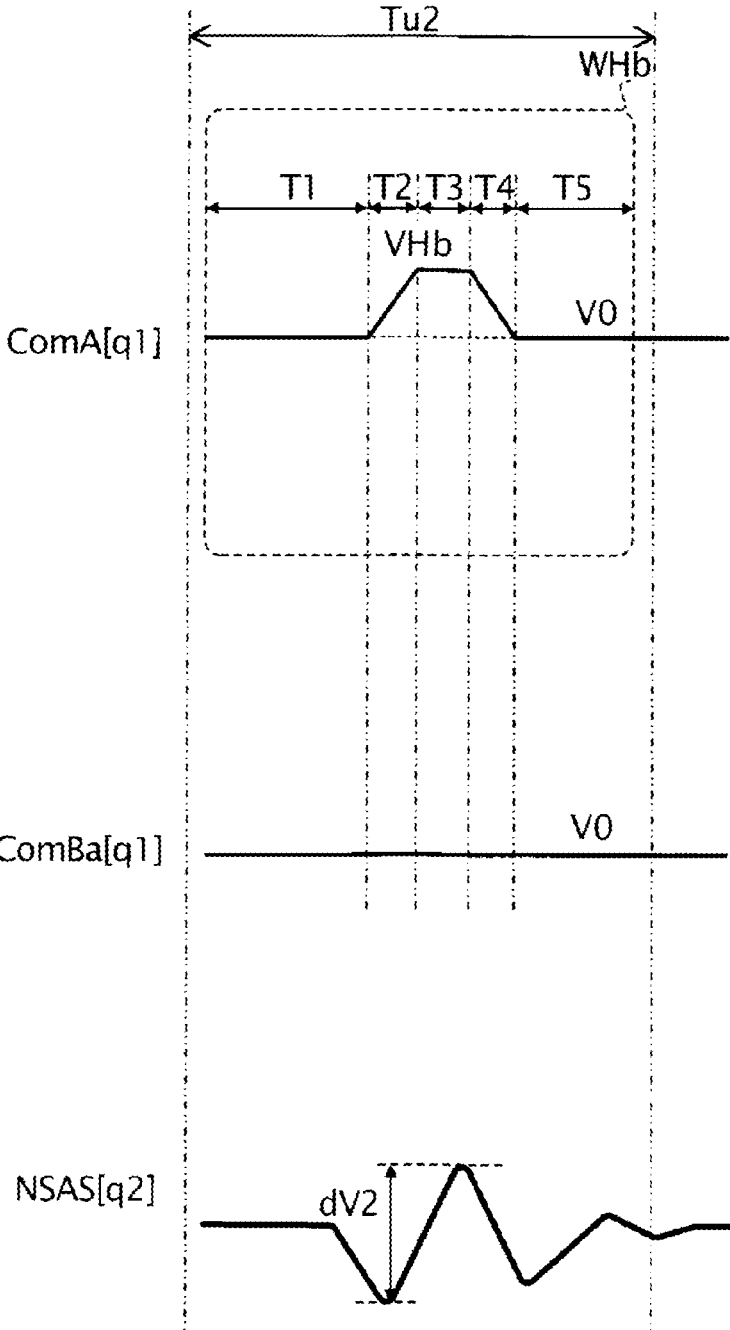 Tu2
WHb
T1 T2 T3 T4 T5
VHb
V0
ComA[q1]
V0
ComBa[q1]
NSAS[q2]
dV2